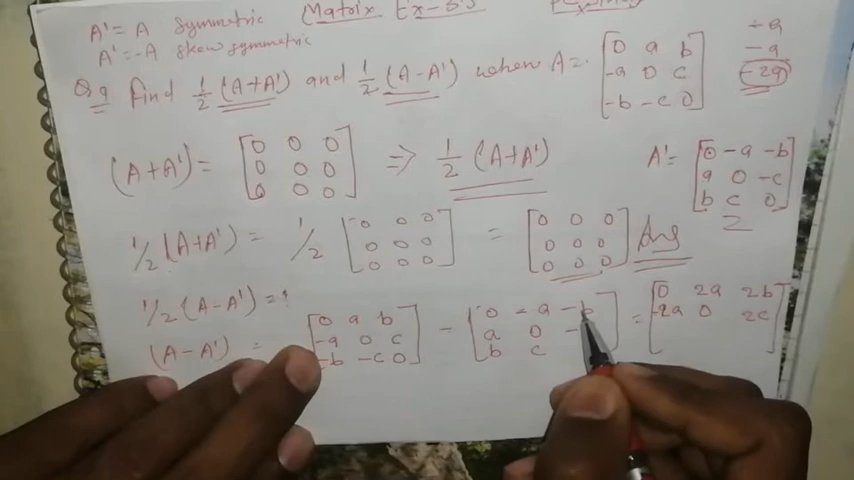 A' = A Symmetric Matrix Ex-3.3
A' = -A skew symmetric
Q9 Find 1/2 (A+A') and 1/2 (A-A') when A = [0 a b
-a 0 c
-b -c 0]
-a
-a
-2a
(A+A') = [0 0 0
0 0 0
0 0 0] ⇒ 1/2 (A+A')
A' = [0 -a -b
a 0 -c
b c 0]
1/2 (A+A') = 1/2 [0 0 0
0 0 0
0 0 0] = [0 0 0
0 0 0
0 0 0] Ans
1/2 (A-A') = ?
(A-A') = [0 a b
-a 0 c
-b -c 0] - [0 -a -b
a 0 -
b c ] = [0 2a 2b
-2a 0 2c
]